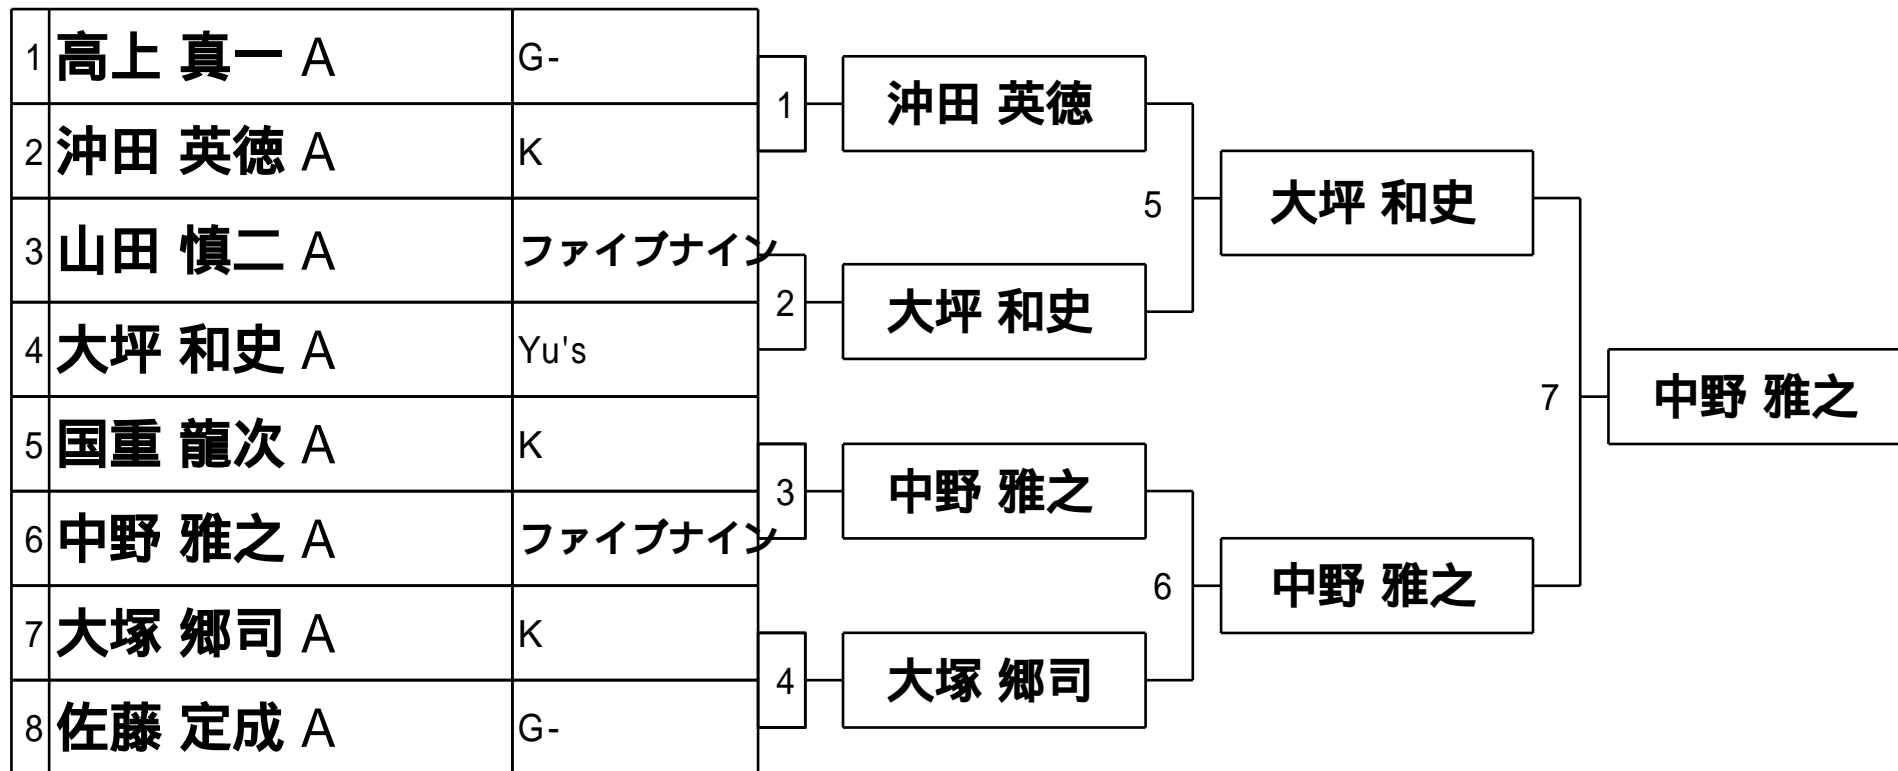 1 高上 真一 A G-
2 沖田 英徳 A K
3 山田 慎二 A ファイブナイン
4 大坪 和史 A Yu's
5 国重 龍次 A K
6 中野 雅之 A ファイブナイン
7 大塚 郷司 A K
8 佐藤 定成 A G-
1 沖田 英徳
2 大坪 和史
3 中野 雅之
4 大塚 郷司
5 大坪 和史
6 中野 雅之
7 中野 雅之